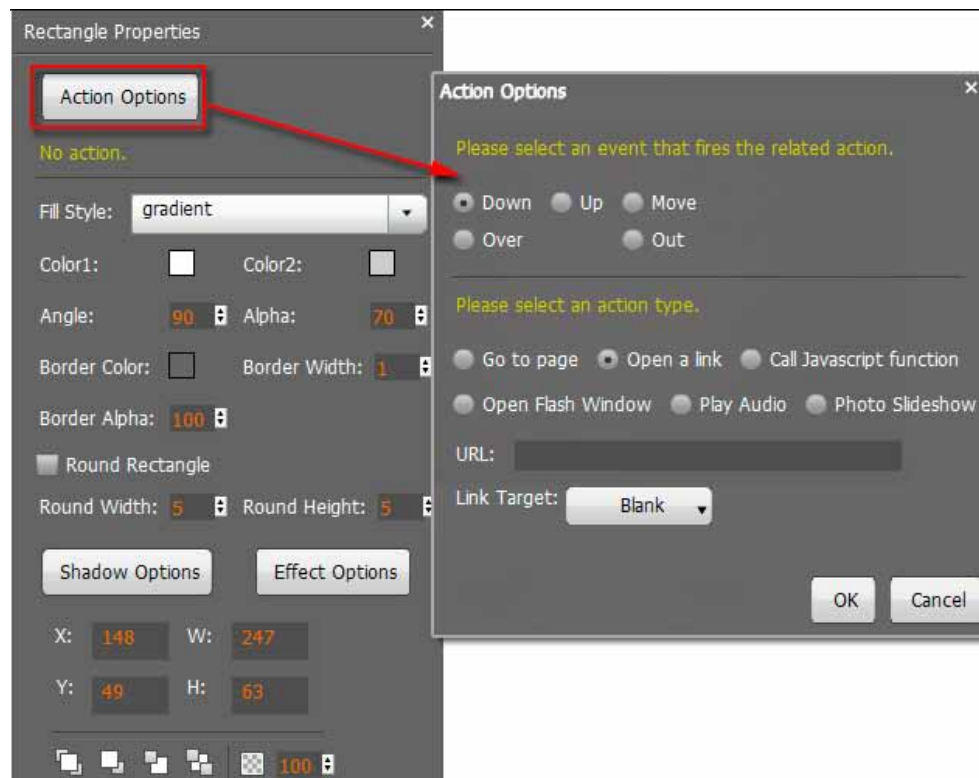 Rectangle Properties
Action Options
No action.
Fill Style: gradient
Color1: Color2:
Angle: 90 Alpha: 70
Border Color: Border Width: 1
Border Alpha: 100
Round Rectangle
Round Width: 5 Round Height: 5
Shadow Options Effect Options
X: 148 W: 247
Y: 49 H: 63
100
Action Options
Please select an event that fires the related action.
Down Up Move
Over Out
Please select an action type.
Go to page Open a link Call Javascript function
Open Flash Window Play Audio Photo Slideshow
URL:
Link Target: Blank
OK Cancel